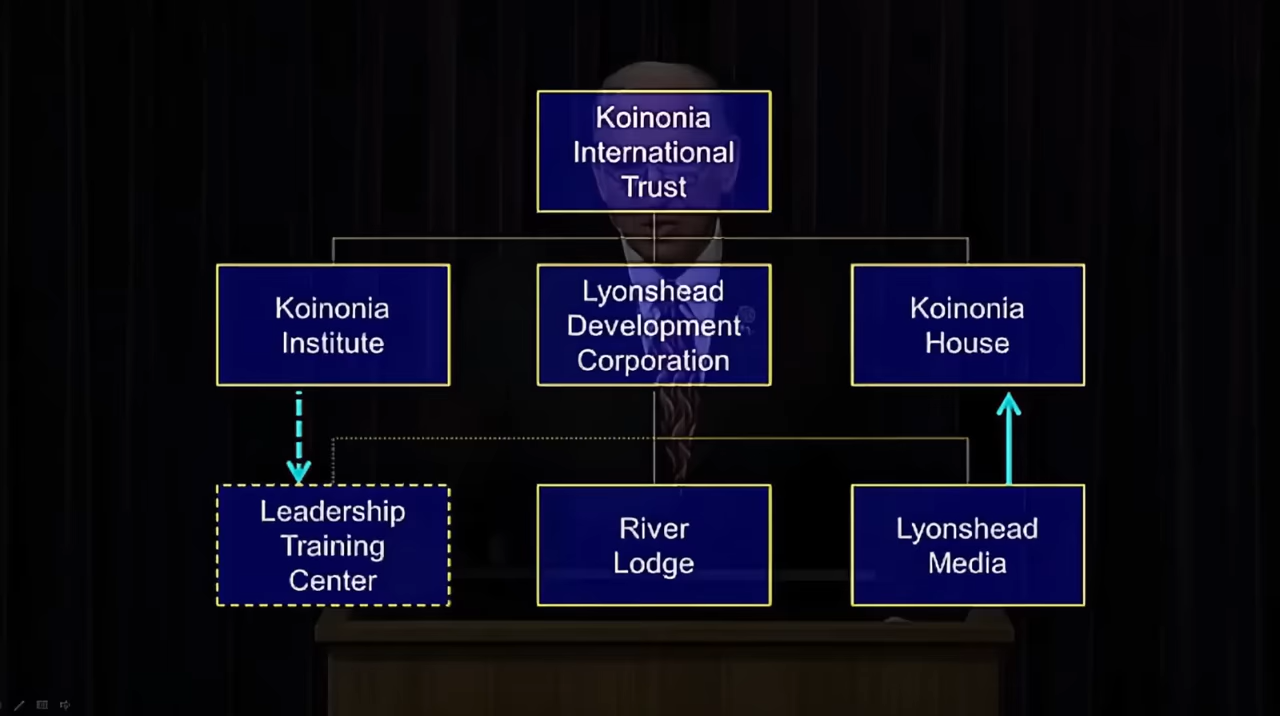 Koinonia
International
Trust
Koinonia
Institute
Lyonshead
Development
Corporation
Koinonia
House
Leadership
Training
Center
River
Lodge
Lyonshead
Media